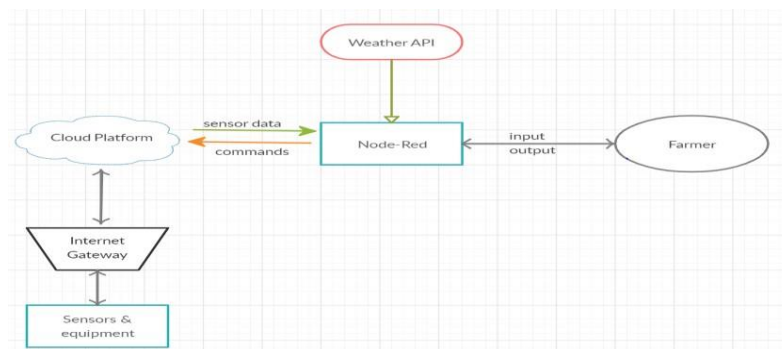 Weather API
Cloud Platform
sensor data
commands
Node-Red
input
output
Farmer
Internet
Gateway
Sensors &
equipment